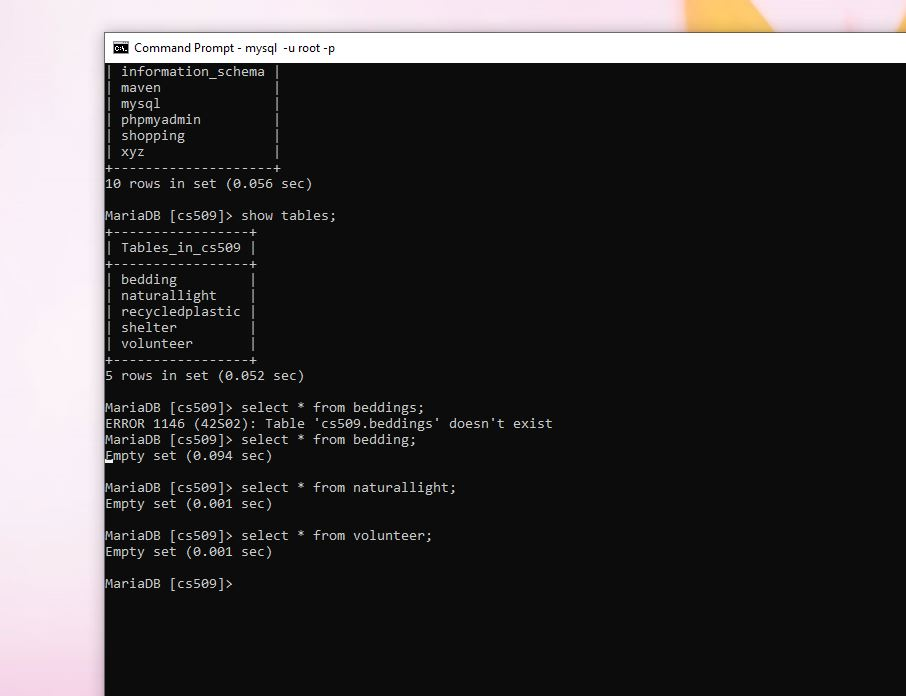 Command Prompt - mysql -u root -p
| information_schema |
| maven |
| mysql |
| phpmyadmin |
| shopping |
| xyz |
+--------------------+
10 rows in set (0.056 sec)
MariaDB [cs509]> show tables;
+-----------------+
| Tables_in_cs509 |
+-----------------+
| bedding |
| naturallight |
| recycledplastic |
| shelter |
| volunteer |
+-----------------+
5 rows in set (0.052 sec)
MariaDB [cs509]> select * from beddings;
ERROR 1146 (42S02): Table 'cs509.beddings' doesn't exist
MariaDB [cs509]> select * from bedding;
Empty set (0.094 sec)
MariaDB [cs509]> select * from naturallight;
Empty set (0.001 sec)
MariaDB [cs509]> select * from volunteer;
Empty set (0.001 sec)
MariaDB [cs509]>